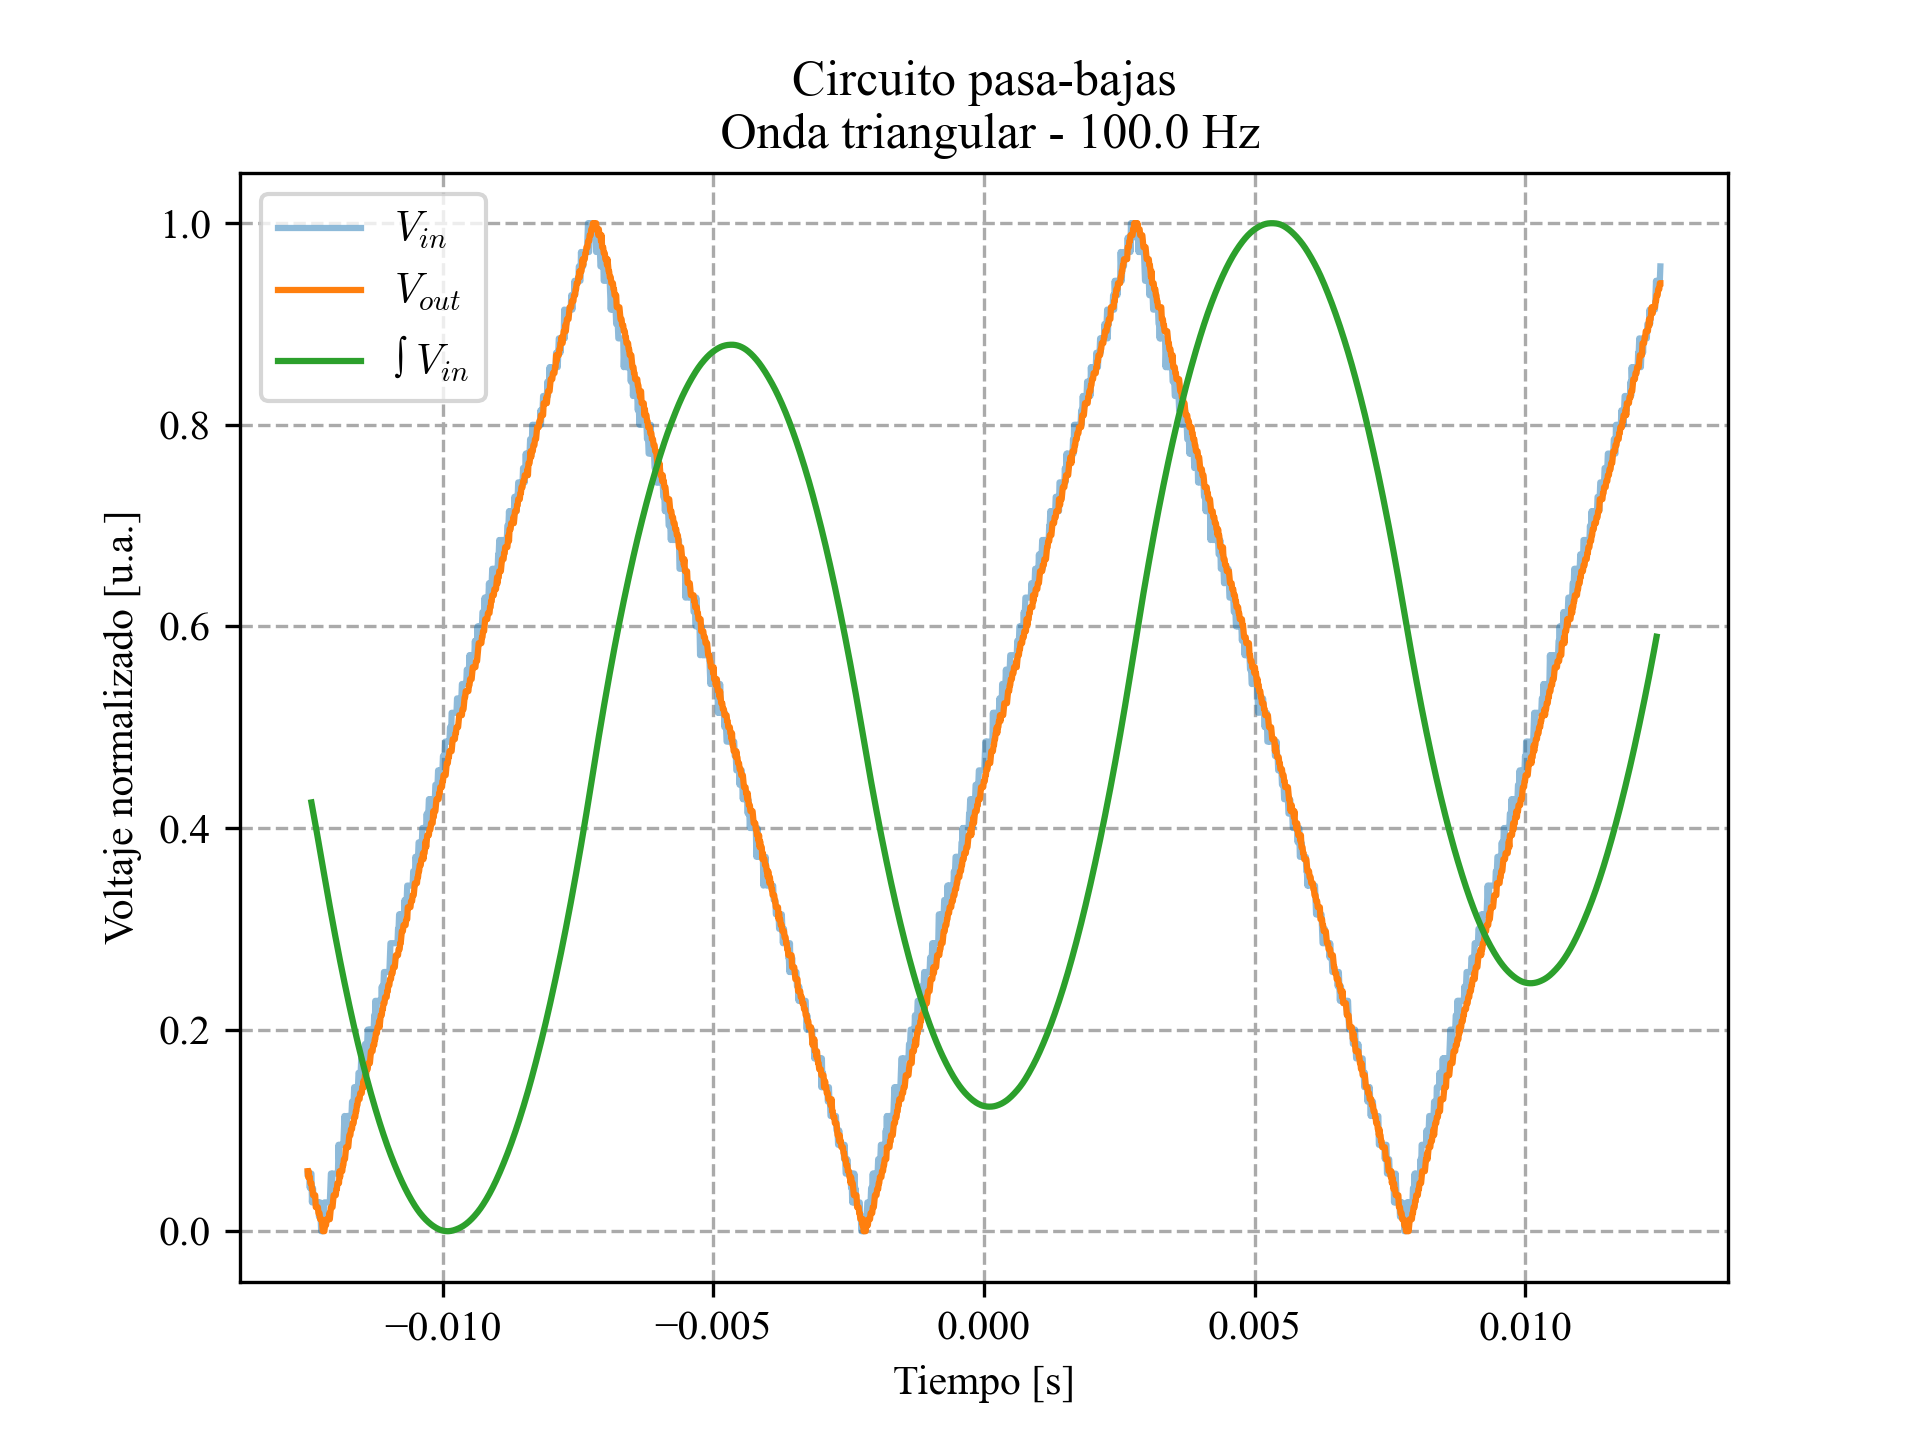 Circuito pasa-bajas
Onda triangular - 100.0 Hz
V_in
V_out
∫ V_in
Voltaje normalizado [u.a.]
1.0
0.8
0.6
0.4
0.2
0.0
−0.010 −0.005 0.000 0.005 0.010
Tiempo [s]